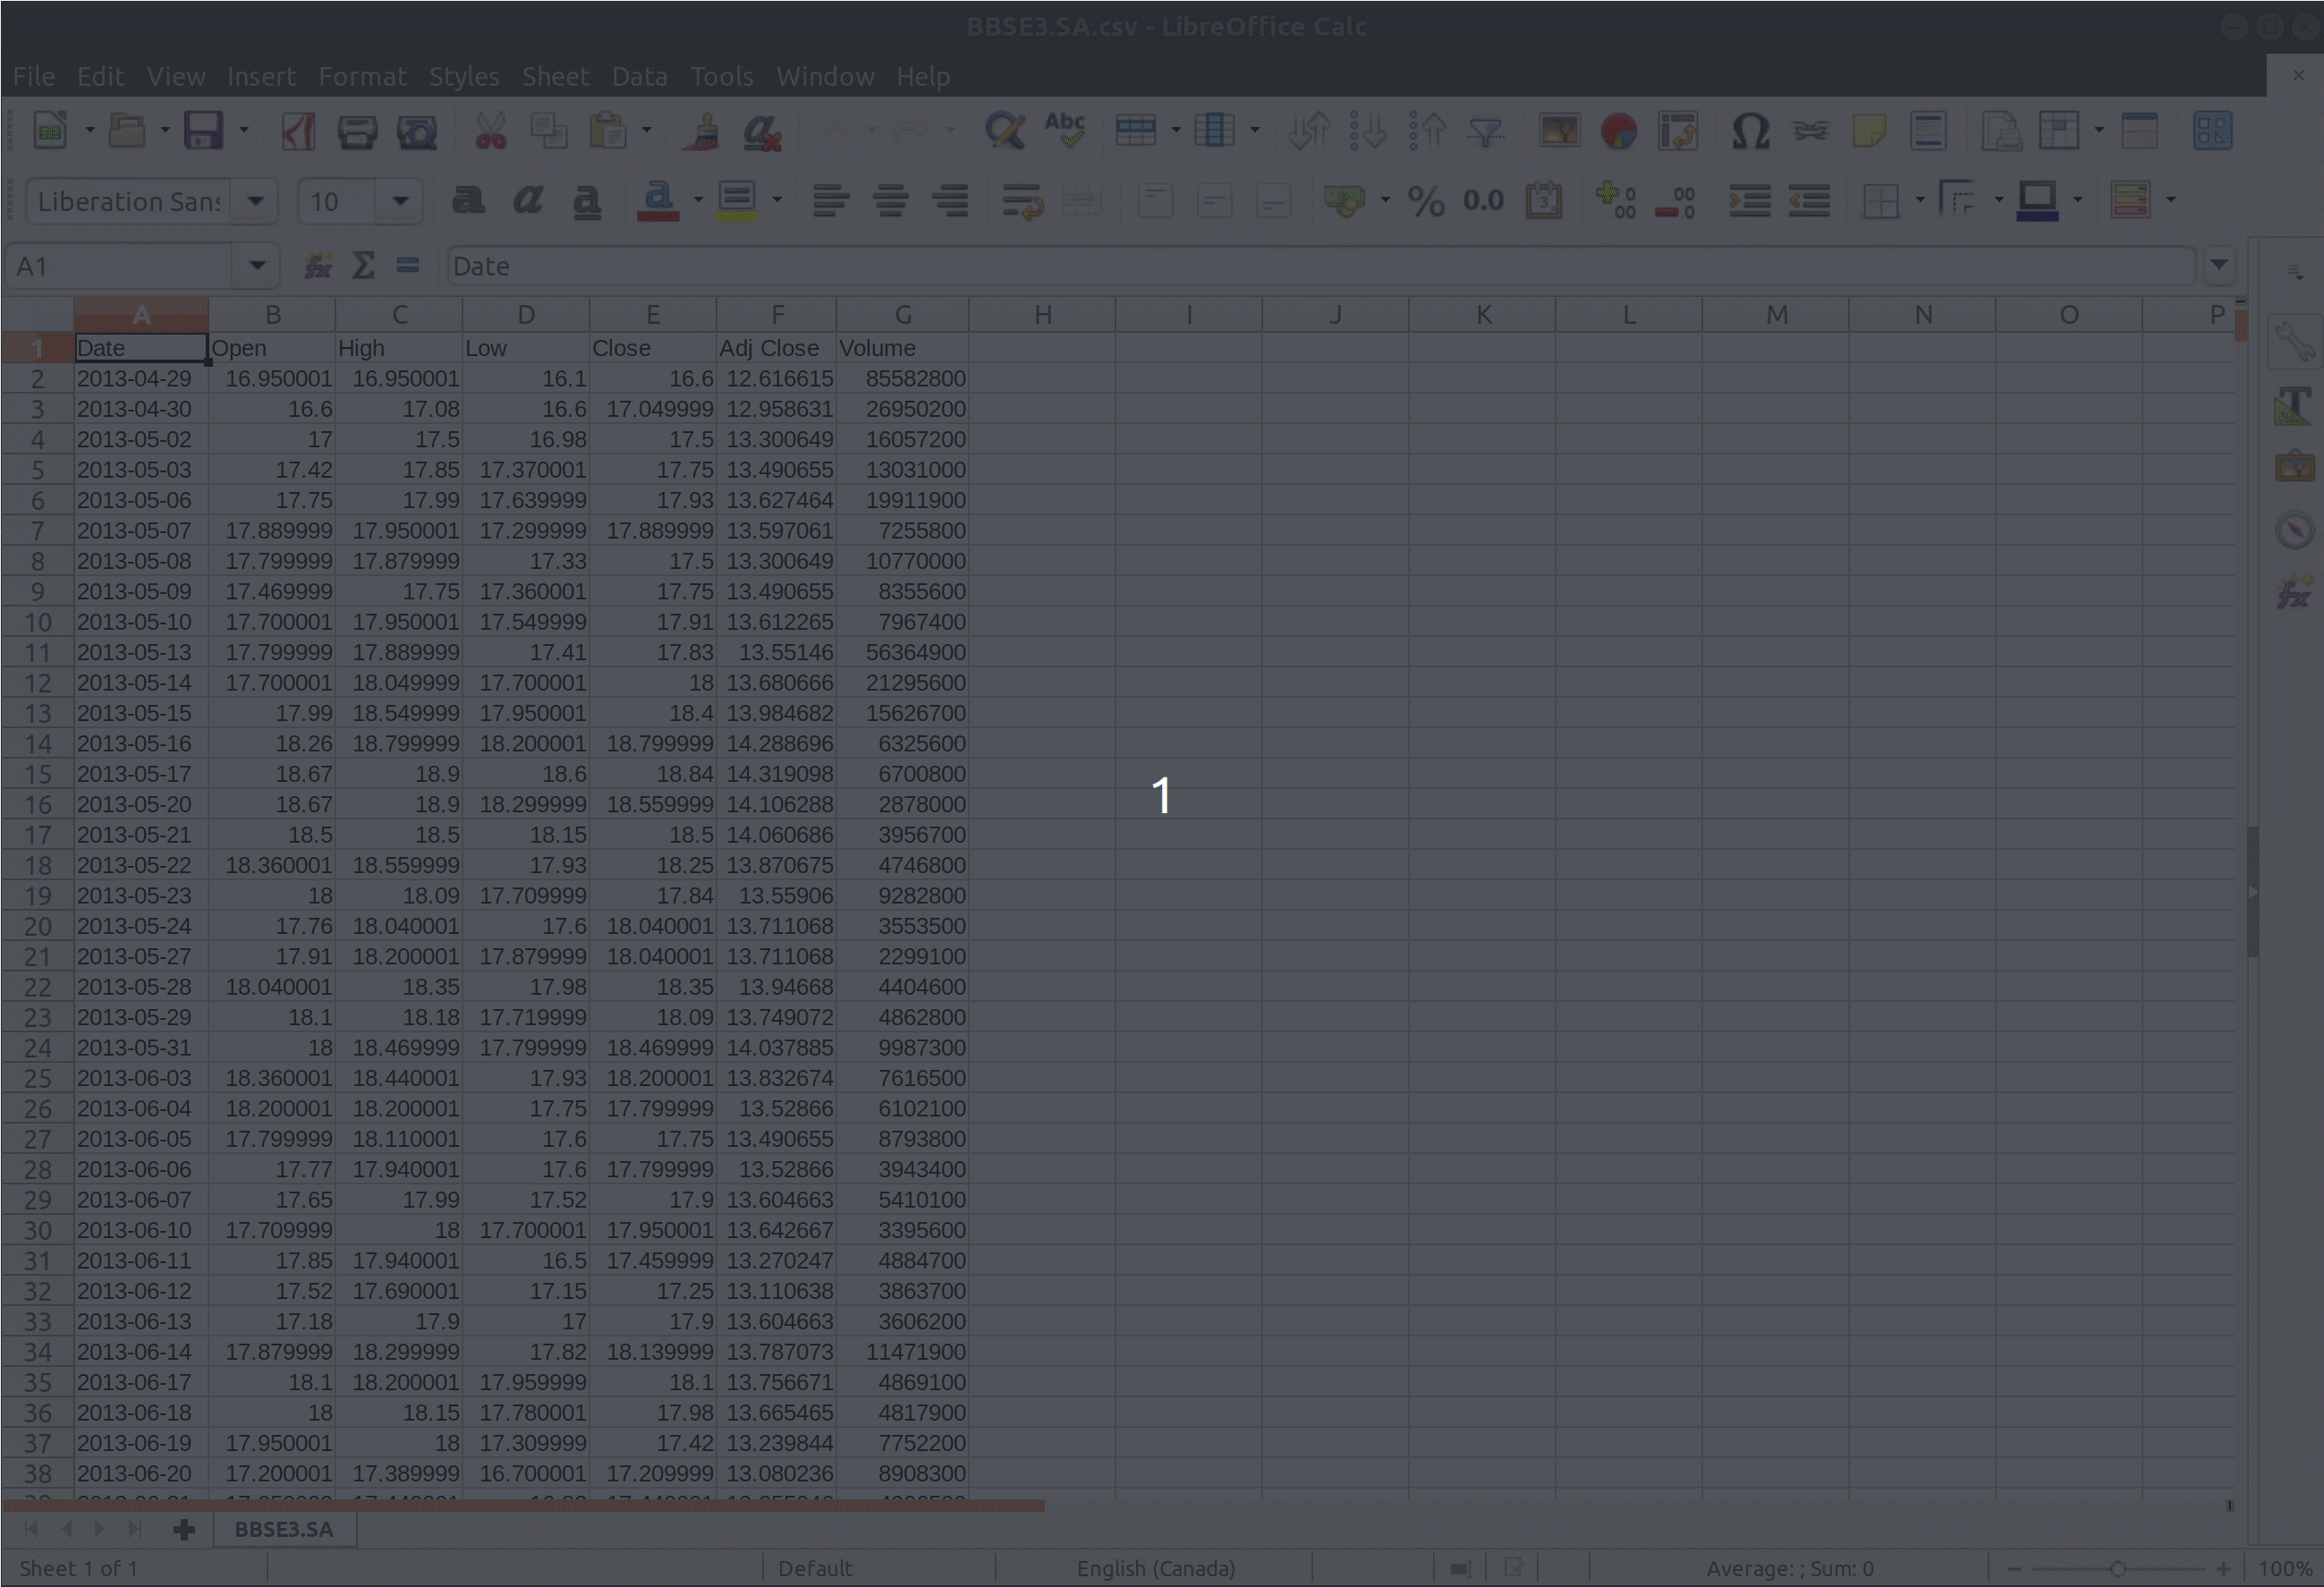 BBSE3.SA.csv - LibreOffice Calc
File Edit View Insert Format Styles Sheet Data Tools Window Help
Liberation Sans 10
A1 Date
A B C D E F G H I J K L M N O P
1 Date Open High Low Close Adj Close Volume
2 2013-04-29 16.950001 16.950001 16.1 16.6 12.616615 85582800
3 2013-04-30 16.6 17.08 16.6 17.049999 12.958631 26950200
4 2013-05-02 17 17.5 16.98 17.5 13.300649 16057200
5 2013-05-03 17.42 17.85 17.370001 17.75 13.490655 13031000
6 2013-05-06 17.75 17.99 17.639999 17.93 13.627464 19911900
7 2013-05-07 17.889999 17.950001 17.299999 17.889999 13.597061 7255800
8 2013-05-08 17.799999 17.879999 17.33 17.5 13.300649 10770000
9 2013-05-09 17.469999 17.75 17.360001 17.75 13.490655 8355600
10 2013-05-10 17.700001 17.950001 17.549999 17.91 13.612265 7967400
11 2013-05-13 17.799999 17.889999 17.41 17.83 13.55146 56364900
12 2013-05-14 17.700001 18.049999 17.700001 18 13.680666 21295600
13 2013-05-15 17.99 18.549999 17.950001 18.4 13.984682 15626700
14 2013-05-16 18.26 18.799999 18.200001 18.799999 14.288696 6325600
15 2013-05-17 18.67 18.9 18.6 18.84 14.319098 6700800
1
16 2013-05-20 18.67 18.9 18.299999 18.559999 14.106288 2878000
17 2013-05-21 18.5 18.5 18.15 18.5 14.060686 3956700
18 2013-05-22 18.360001 18.559999 17.93 18.25 13.870675 4746800
19 2013-05-23 18 18.09 17.709999 17.84 13.55906 9282800
20 2013-05-24 17.76 18.040001 17.6 18.040001 13.711068 3553500
21 2013-05-27 17.91 18.200001 17.879999 18.040001 13.711068 2299100
22 2013-05-28 18.040001 18.35 17.98 18.35 13.94668 4404600
23 2013-05-29 18.1 18.18 17.719999 18.09 13.749072 4862800
24 2013-05-31 18 18.469999 17.799999 18.469999 14.037885 9987300
25 2013-06-03 18.360001 18.440001 17.93 18.200001 13.832674 7616500
26 2013-06-04 18.200001 18.200001 17.75 17.799999 13.52866 6102100
27 2013-06-05 17.799999 18.110001 17.6 17.75 13.490655 8793800
28 2013-06-06 17.77 17.940001 17.6 17.799999 13.52866 3943400
29 2013-06-07 17.65 17.99 17.52 17.9 13.604663 5410100
30 2013-06-10 17.709999 18 17.700001 17.950001 13.642667 3395600
31 2013-06-11 17.85 17.940001 16.5 17.459999 13.270247 4884700
32 2013-06-12 17.52 17.690001 17.15 17.25 13.110638 3863700
33 2013-06-13 17.18 17.9 17 17.9 13.604663 3606200
34 2013-06-14 17.879999 18.299999 17.82 18.139999 13.787073 11471900
35 2013-06-17 18.1 18.200001 17.959999 18.1 13.756671 4869100
36 2013-06-18 18 18.15 17.780001 17.98 13.665465 4817900
37 2013-06-19 17.950001 18 17.309999 17.42 13.239844 7752200
38 2013-06-20 17.200001 17.389999 16.700001 17.209999 13.080236 8908300
BBSE3.SA
Sheet 1 of 1 Default English (Canada) Average: ; Sum: 0 100%